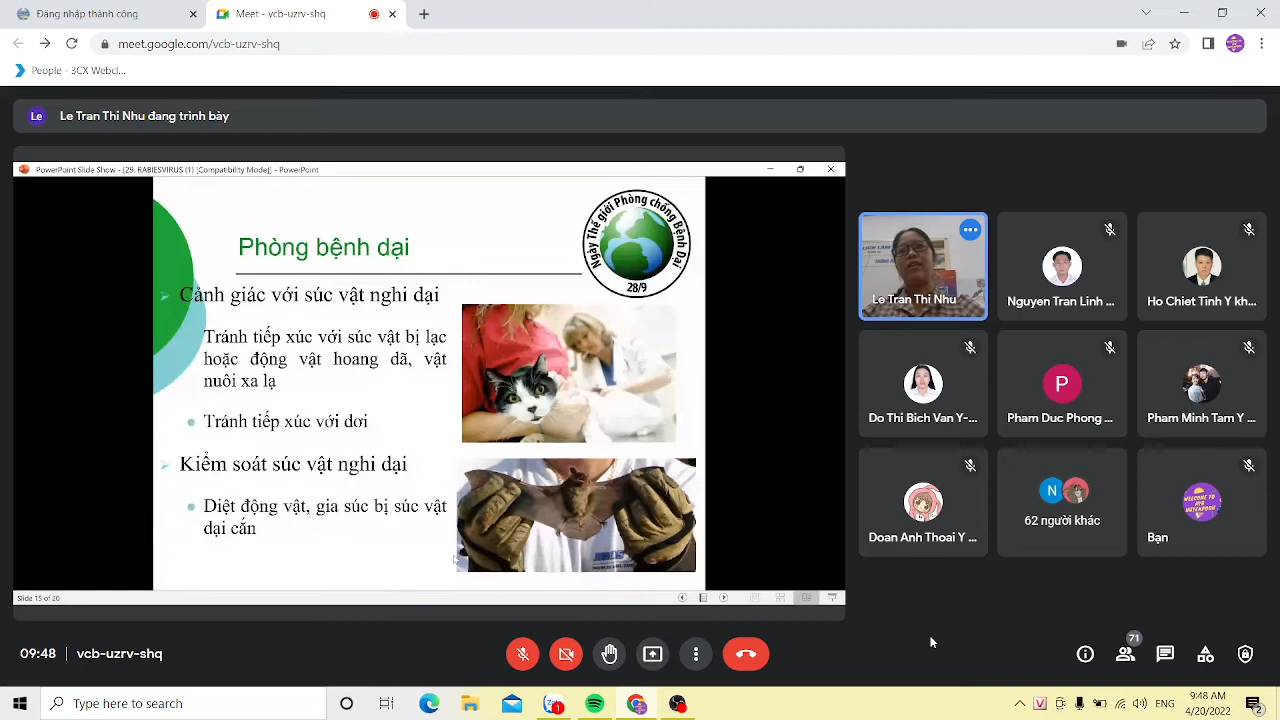 Đăng nhập thành công
Meet - vcb-uzrv-shq
meet.google.com/vcb-uzrv-shq
People - 3CX Webcl...
Le
Le Tran Thi Nhu đang trình bày
PowerPoint Slide Show - [29. RABIESVIRUS (1) [Compatibility Mode]] - PowerPoint
Ngày Thế giới Phòng chống Bệnh Dại
28/9
Phòng bệnh dại
Cảnh giác với súc vật nghi dại
Tránh tiếp xúc với súc vật bị lạc
hoặc động vật hoang dã, vật
nuôi xa lạ
Tránh tiếp xúc với dơi
Kiểm soát súc vật nghi dại
Diệt động vật, gia súc bị súc vật
dại cắn
Slide 15 of 20
Le Tran Thi Nhu
Nguyen Tran Linh ...
Ho Chiet Tinh Y kh...
Do Thi Bich Van Y-...
P
Pham Duc Phong ...
Pham Minh Tam Y ...
Doan Anh Thoai Y ...
N
62 người khác
WELCOME TO
Bạn
09:48
vcb-uzrv-shq
71
Type here to search
1
V
9:48 AM
4/20/2022
2